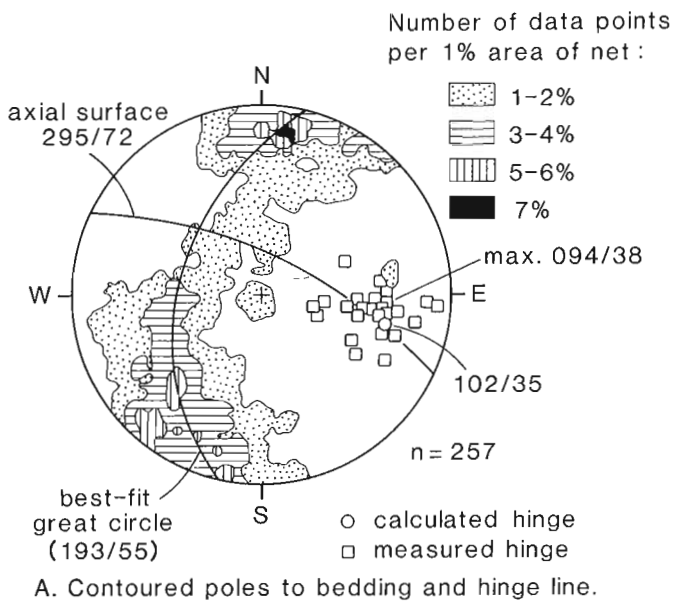 Number of data points
per 1% area of net :
1-2%
3-4%
5-6%
7%
N
axial surface
295/72
W
E
max. 094/38
102/35
n = 257
S
best-fit
great circle
(193/55)
calculated hinge
measured hinge
A. Contoured poles to bedding and hinge line.